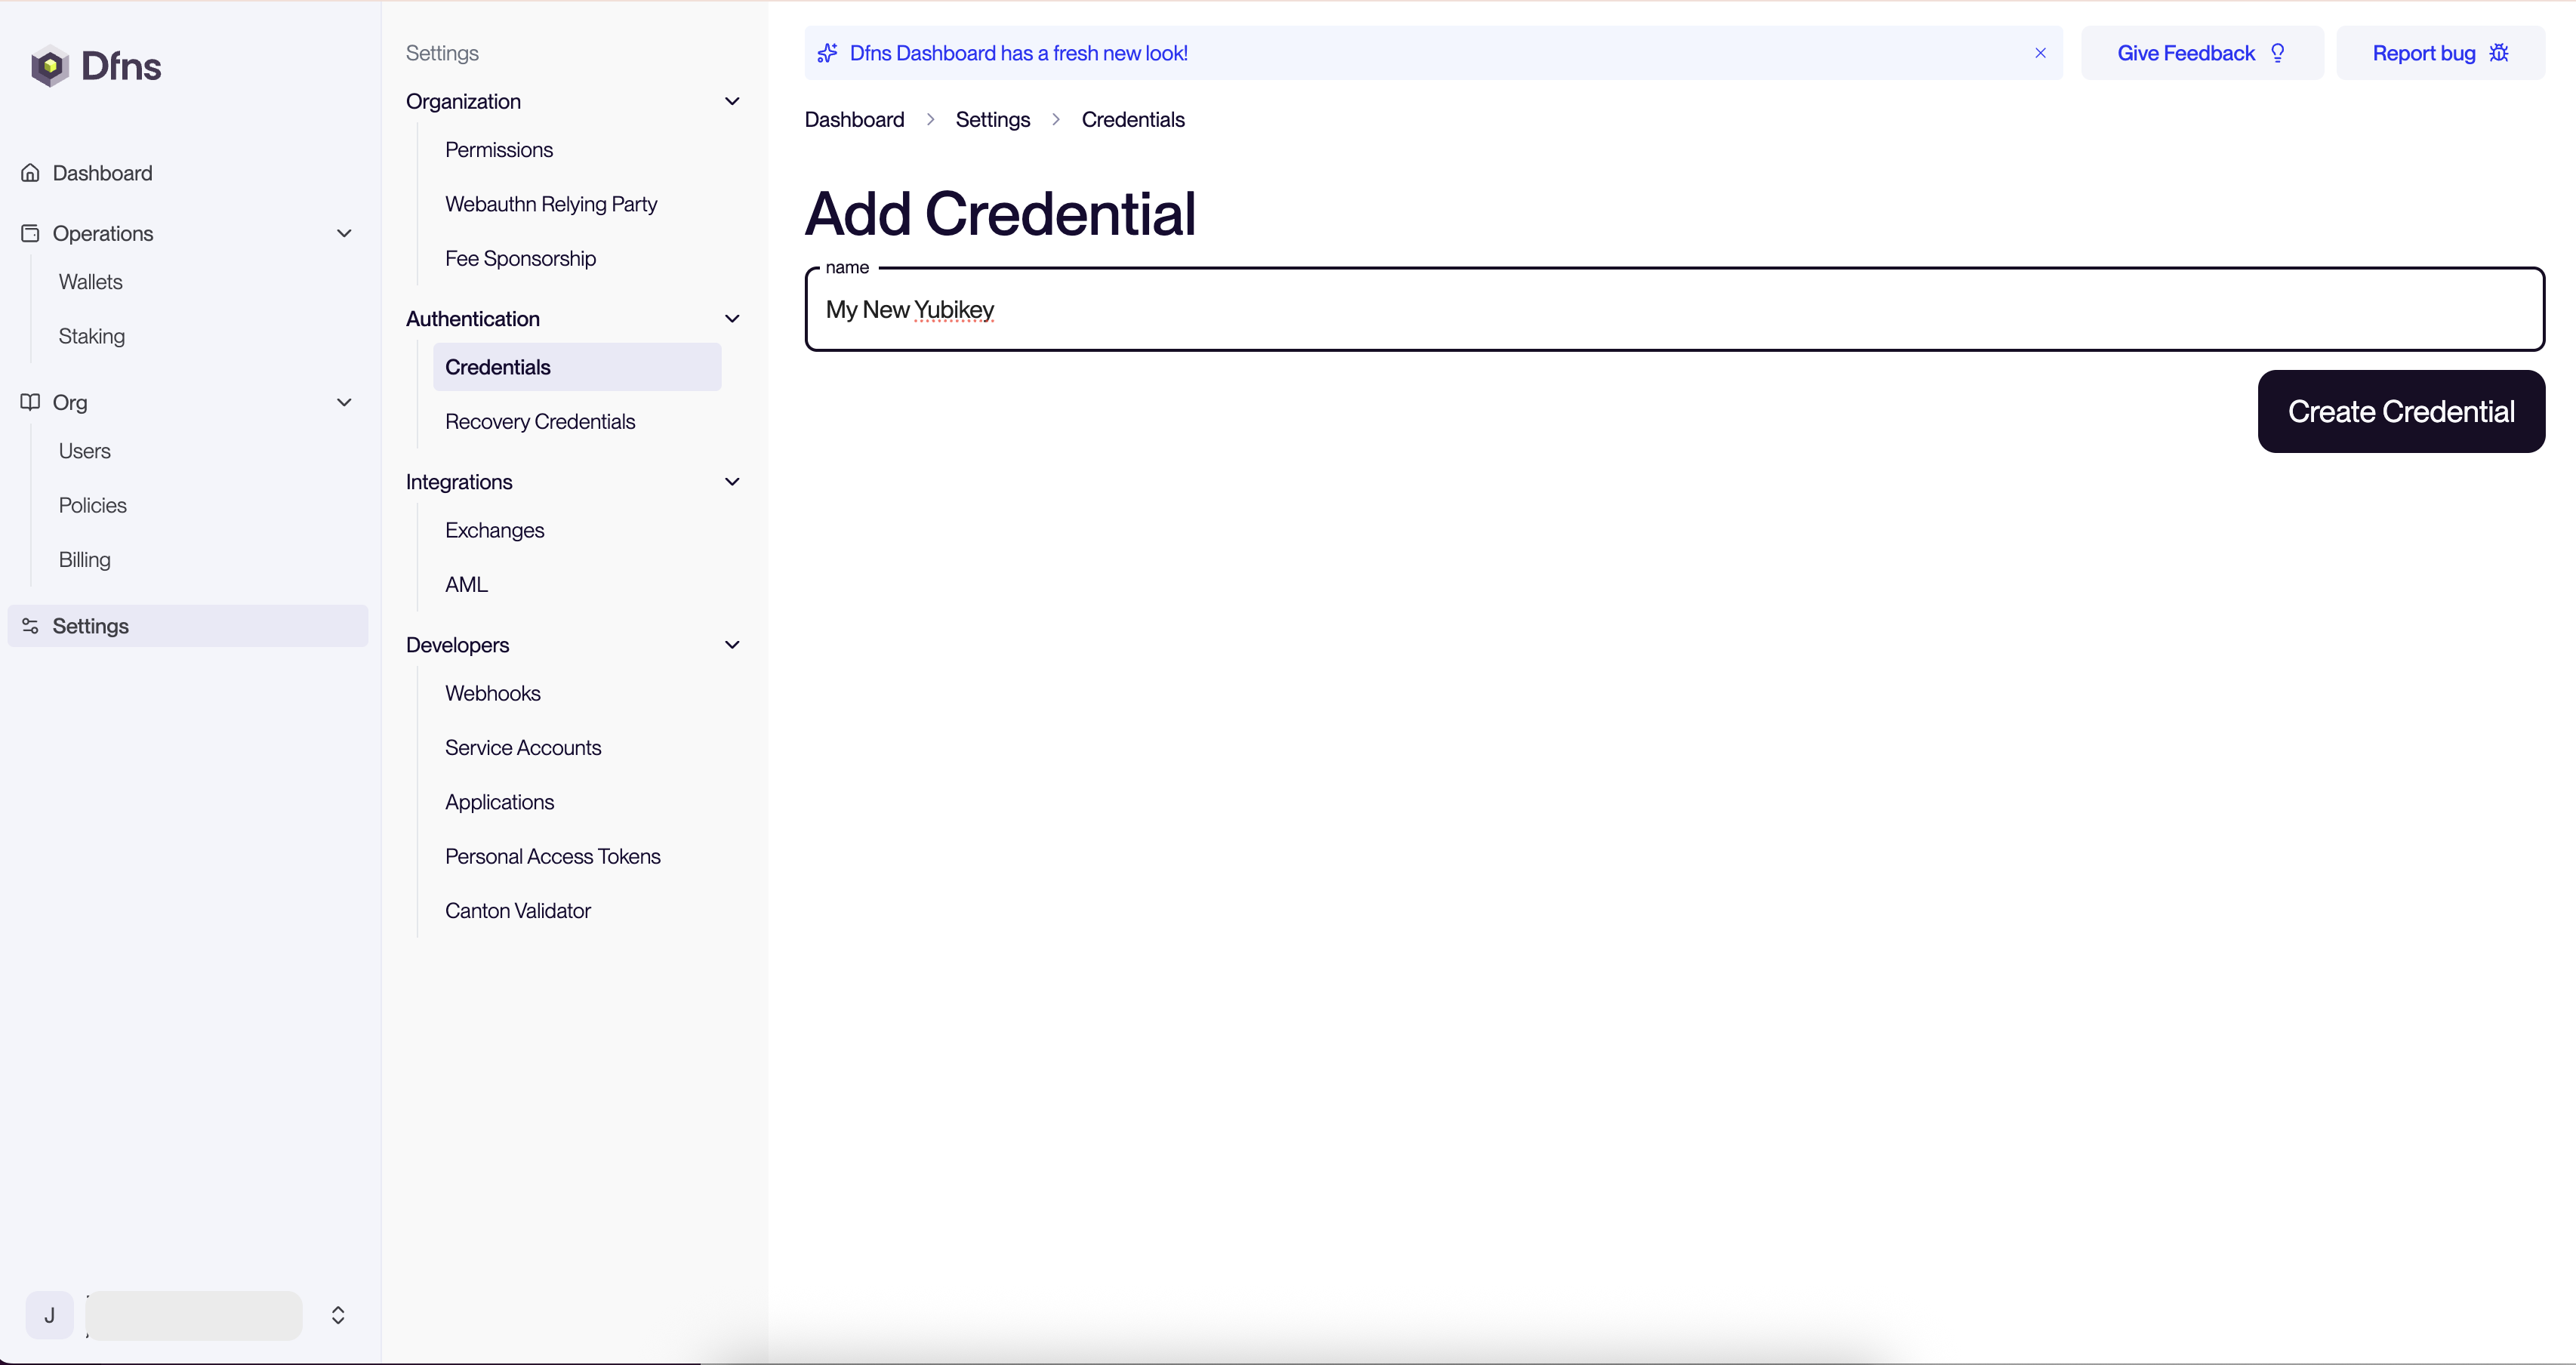 Dfns
Dashboard
Operations
Wallets
Staking
Org
Users
Policies
Billing
Settings
J
Settings
Organization
Permissions
Webauthn Relying Party
Fee Sponsorship
Authentication
Credentials
Recovery Credentials
Integrations
Exchanges
AML
Developers
Webhooks
Service Accounts
Applications
Personal Access Tokens
Canton Validator
Dfns Dashboard has a fresh new look!
Give Feedback
Report bug
Dashboard > Settings > Credentials
Add Credential
name
My New Yubikey
Create Credential